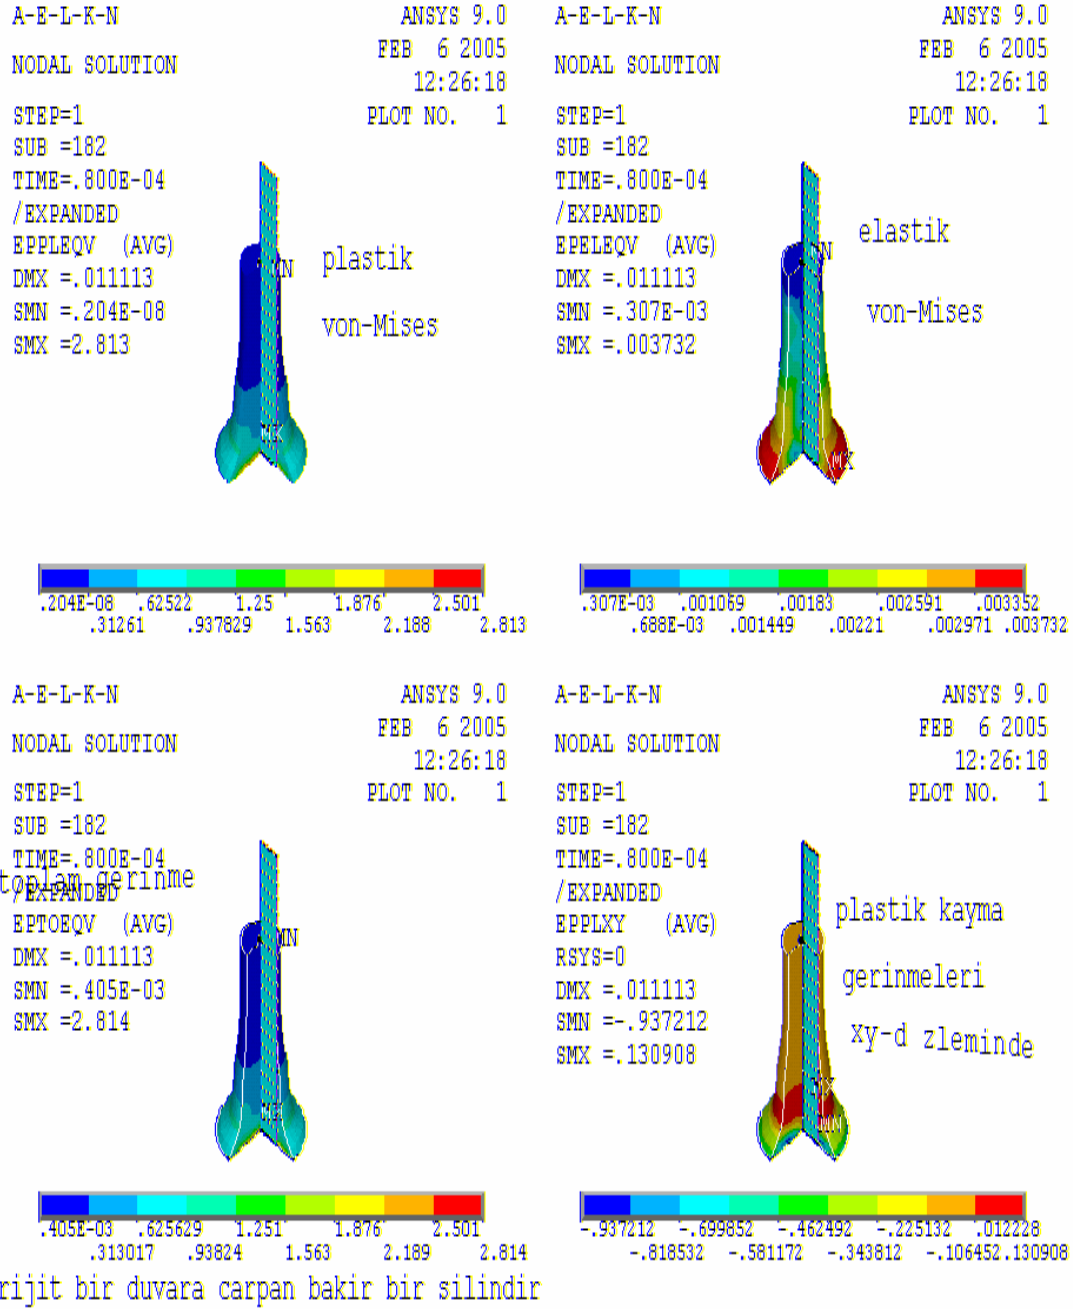 A-E-L-K-N ANSYS 9.0
FEB 6 2005
NODAL SOLUTION
12:26:18
STEP=1 PLOT NO. 1
SUB =182
TIME=.800E-04
/EXPANDED
EPPLEQV (AVG)
DMX =.011113
SMN =.204E-08
SMX =2.813
plastik
von-Mises
MN
MX
.204E-08 .62522 1.25 1.876 2.501
.31261 .937829 1.563 2.188 2.813
A-E-L-K-N ANSYS 9.0
FEB 6 2005
NODAL SOLUTION
12:26:18
STEP=1 PLOT NO. 1
SUB =182
TIME=.800E-04
/EXPANDED
EPELEQV (AVG)
DMX =.011113
SMN =.307E-03
SMX =.003732
elastik
von-Mises
MN
MX
.307E-03 .001069 .00183 .002591 .003352
.688E-03 .001449 .00221 .002971 .003732
A-E-L-K-N ANSYS 9.0
FEB 6 2005
NODAL SOLUTION
12:26:18
STEP=1 PLOT NO. 1
SUB =182
TIME=.800E-04
toplam gerinme
/EXPANDED
EPTOEQV (AVG)
DMX =.011113
SMN =.405E-03
SMX =2.814
MN
MX
.405E-03 .625629 1.251 1.876 2.501
.313017 .93824 1.563 2.189 2.814
A-E-L-K-N ANSYS 9.0
FEB 6 2005
NODAL SOLUTION
12:26:18
STEP=1 PLOT NO. 1
SUB =182
TIME=.800E-04
/EXPANDED
EPPLXY (AVG)
RSYS=0
DMX =.011113
SMN =-.937212
SMX =.130908
plastik kayma
gerinmeleri
xy-d zleminde
MX
MN
-.937212 -.699852 -.462492 -.225132 .012228
-.818532 -.581172 -.343812 -.106452 .130908
rijit bir duvara carpan bakir bir silindir